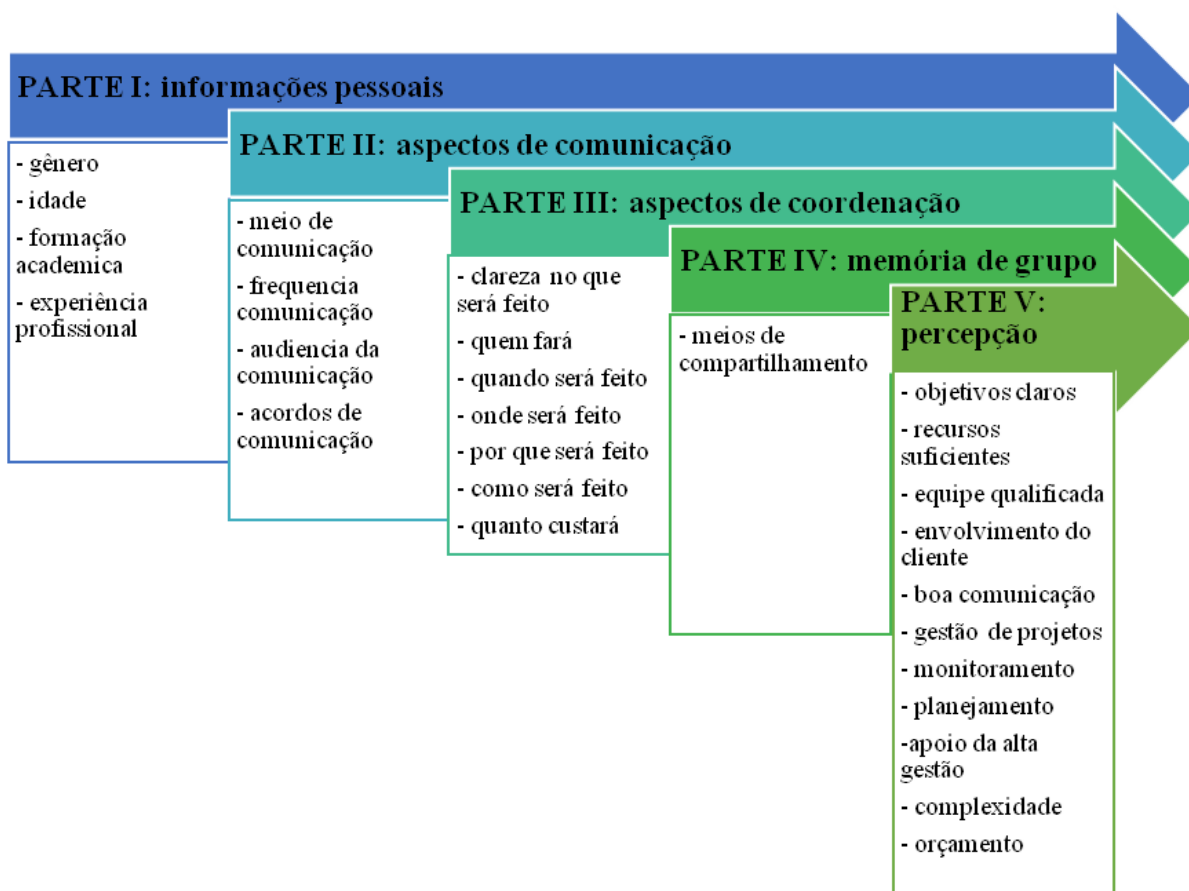 PARTE I: informações pessoais
- gênero
- idade
- formação
academica
- experiência
profissional
PARTE II: aspectos de comunicação
- meio de
comunicação
- frequencia
comunicação
- audiencia da
comunicação
- acordos de
comunicação
PARTE III: aspectos de coordenação
- clareza no que
será feito
- quem fará
- quando será feito
- onde será feito
- por que será feito
- como será feito
- quanto custará
PARTE IV: memória de grupo
- meios de
compartilhamento
PARTE V:
percepção
- objetivos claros
- recursos
suficientes
- equipe qualificada
- envolvimento do
cliente
- boa comunicação
- gestão de projetos
- monitoramento
- planejamento
-apoio da alta
gestão
- complexidade
- orçamento